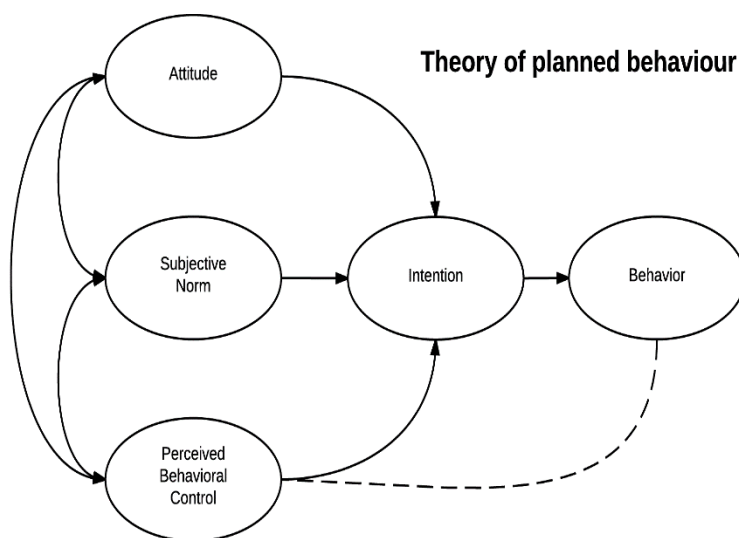 Theory of planned behaviour
Attitude
Subjective
Norm
Intention
Behavior
Perceived
Behavioral
Control